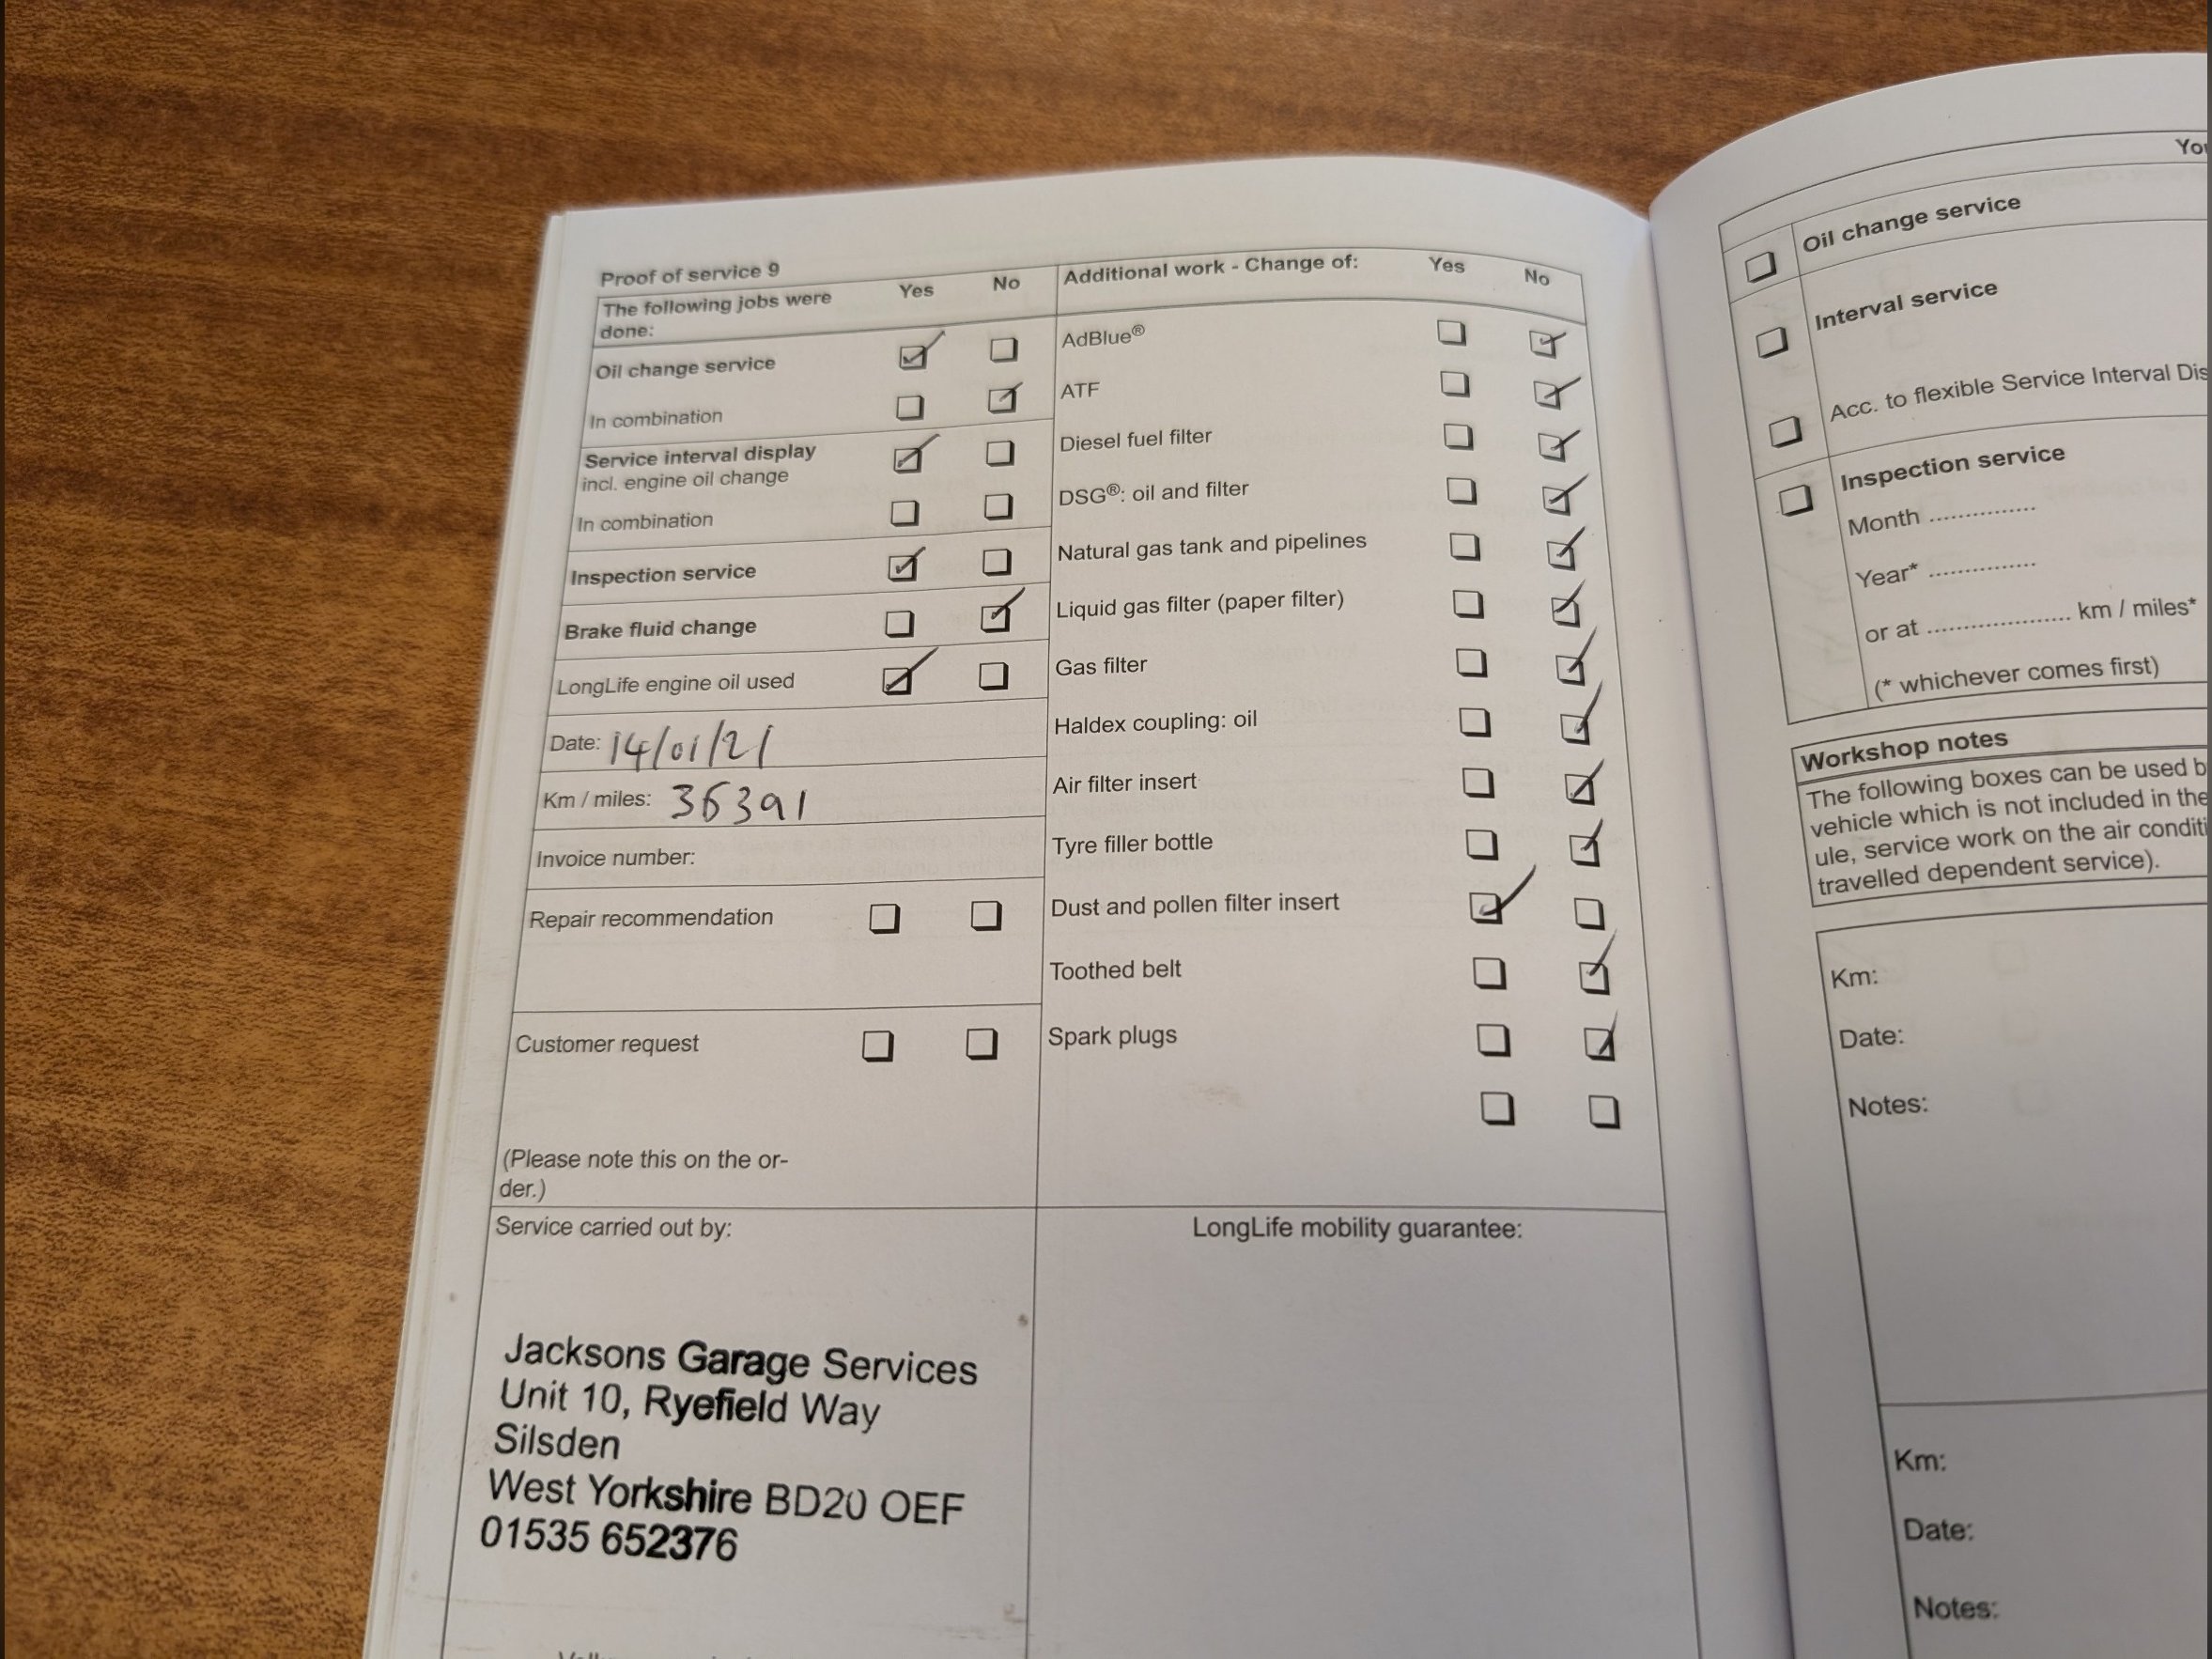 Proof of service 9
The following jobs were
done:
Yes
No
Oil change service
In combination
Service interval display
incl. engine oil change
In combination
Inspection service
Brake fluid change
LongLife engine oil used
Date: 14/01/21
Km / miles: 36391
Invoice number:
Repair recommendation
Customer request
(Please note this on the or-
der.)
Additional work - Change of:
Yes
No
AdBlue®
ATF
Diesel fuel filter
DSG®: oil and filter
Natural gas tank and pipelines
Liquid gas filter (paper filter)
Gas filter
Haldex coupling: oil
Air filter insert
Tyre filler bottle
Dust and pollen filter insert
Toothed belt
Spark plugs
Service carried out by:
Jacksons Garage Services
Unit 10, Ryefield Way
Silsden
West Yorkshire BD20 OEF
01535 652376
LongLife mobility guarantee:
Oil change service
Interval service
Acc. to flexible Service Interval Dis
Inspection service
Month ...............
Year* ...............
or at .................... km / miles*
(* whichever comes first)
Workshop notes
The following boxes can be used b
vehicle which is not included in the
ule, service work on the air conditi
travelled dependent service).
Km:
Date:
Notes:
Km:
Date:
Notes: